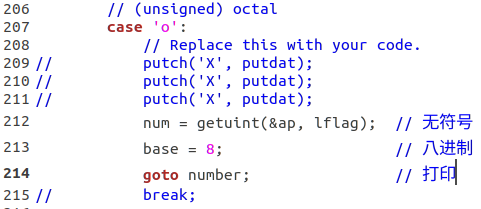 206 // (unsigned) octal
207 case 'o':
208 // Replace this with your code.
209 // putch('X', putdat);
210 // putch('X', putdat);
211 // putch('X', putdat);
212 num = getuint(&ap, lflag); // 无符号
213 base = 8; // 八进制
214 goto number; // 打印
215 // break;